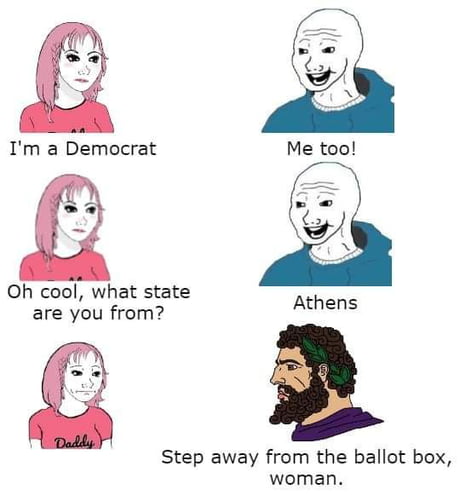 I'm a Democrat
Me too!
Oh cool, what state
are you from?
Athens
Daddy
Step away from the ballot box,
woman.